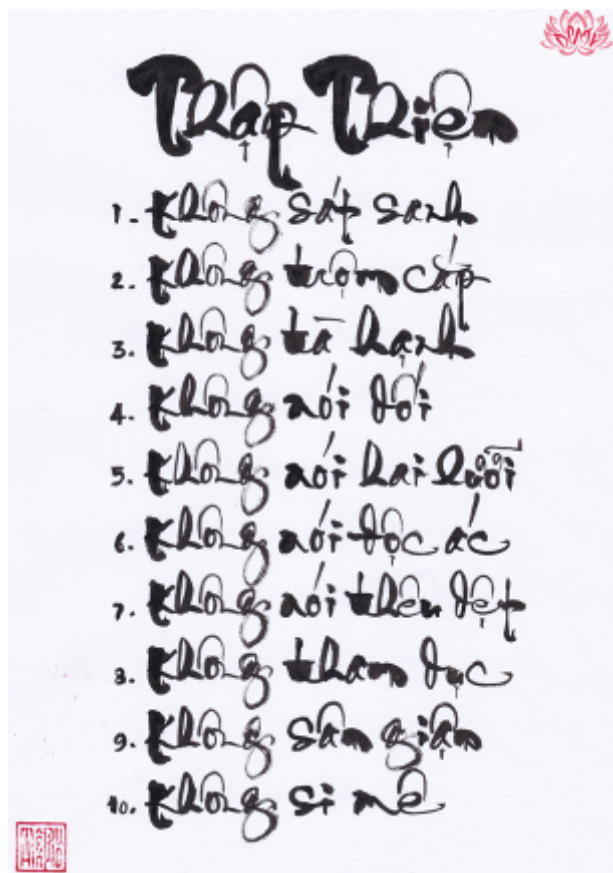 Thập Thiện
1. Không sát sanh
2. Không trộm cắp
3. Không tà hạnh
4. Không nói dối
5. Không nói hai lưỡi
6. Không nói độc ác
7. Không nói thêu dệt
8. Không tham dục
9. Không sân giận
10. Không si mê